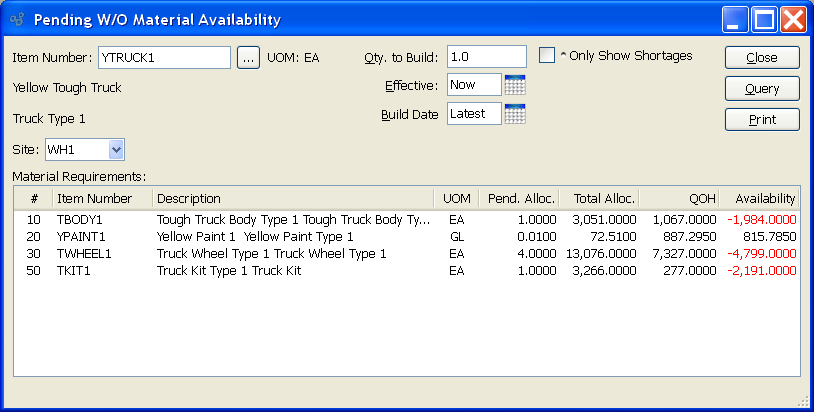 Pending W/O Material Availability
Item Number: YTRUCK1 ... UOM: EA Qty. to Build: 1.0 * Only Show Shortages Close
Yellow Tough Truck Effective: Now Query
Truck Type 1 Build Date Latest Print
Site: WH1
Material Requirements:
# Item Number Description UOM Pend. Alloc. Total Alloc. QOH Availability
10 TBODY1 Tough Truck Body Type 1 Tough Truck Body Ty... EA 1.0000 3,051.0000 1,067.0000 -1,984.0000
20 YPAINT1 Yellow Paint 1 Yellow Paint Type 1 GL 0.0100 72.5100 887.2950 815.7850
30 TWHEEL1 Truck Wheel Type 1 Truck Wheel Type 1 EA 4.0000 13,076.0000 7,327.0000 -4,799.0000
50 TKIT1 Truck Kit Type 1 Truck Kit EA 1.0000 3,266.0000 277.0000 -2,191.0000